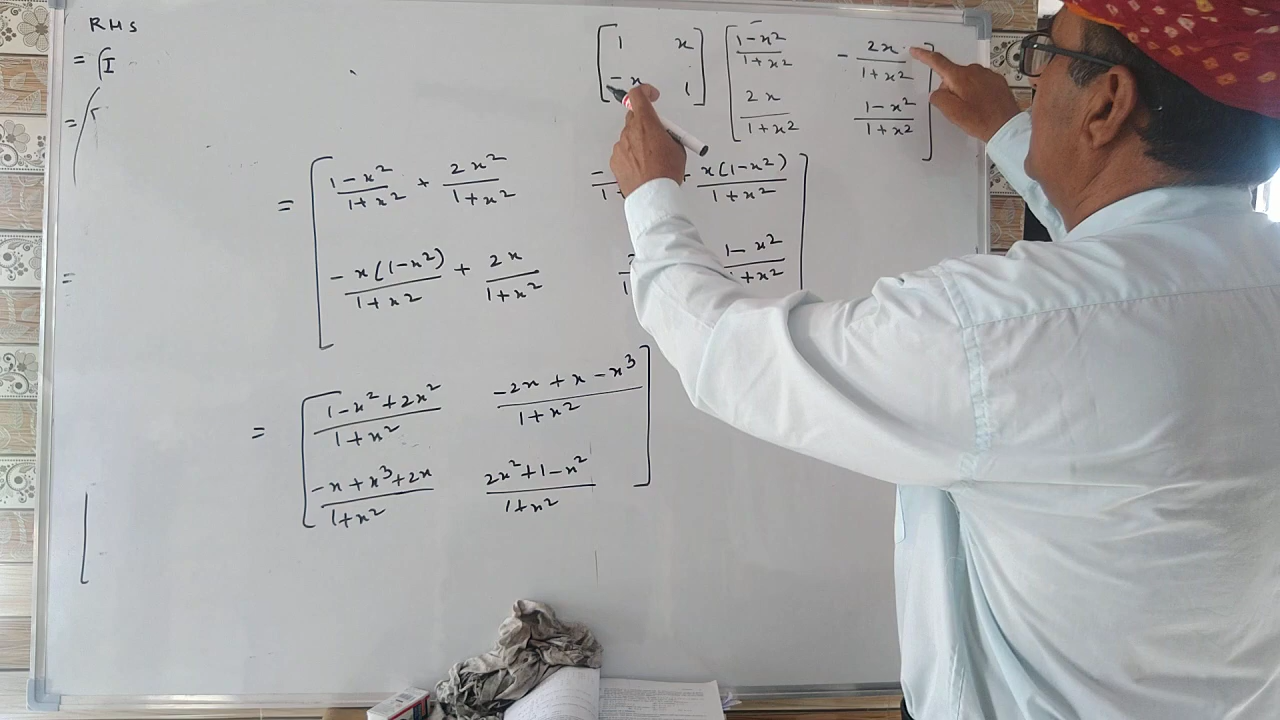 RHS
= (I
= (
[1 x; -x 1] [(1-x²)/(1+x²) -2x/(1+x²); 2x/(1+x²) (1-x²)/(1+x²)]
= [(1-x²)/(1+x²) + 2x²/(1+x²) - x(1-x²)/(1+x²); -x(1-x²)/(1+x²) + 2x/(1+x²) 1-x²]
=
= [(1-x²+2x²)/(1+x²) (-2x+x-x³)/(1+x²); (-x+x³+2x)/(1+x²) (2x²+1-x²)/(1+x²)]